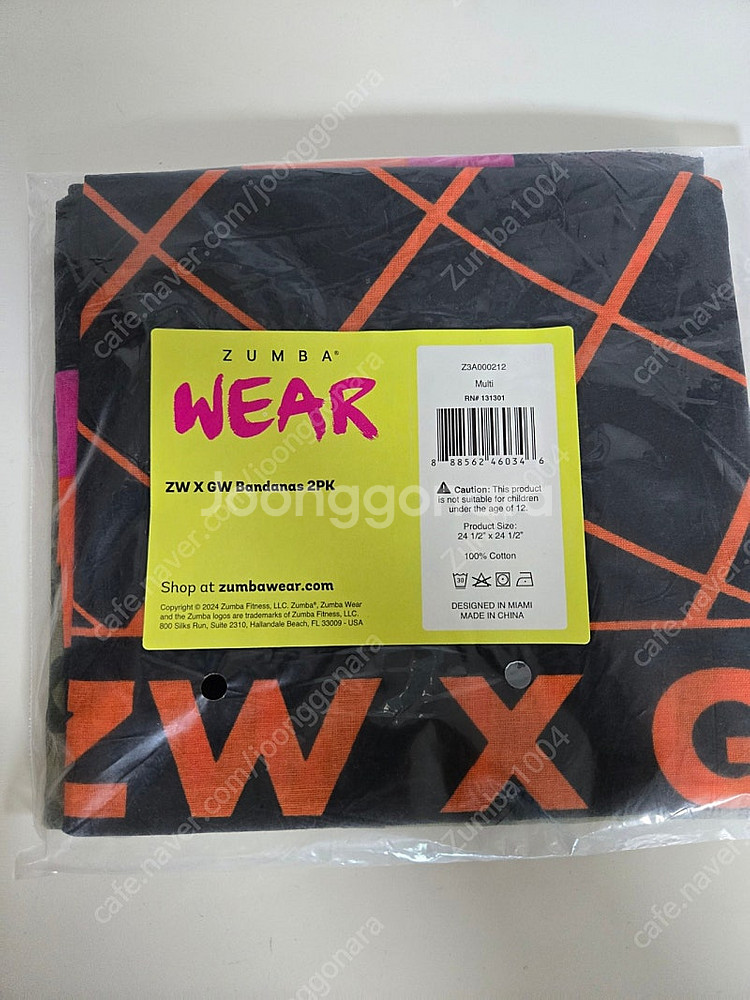 ZUMBA®
WEAR
ZW X GW Bandanas 2PK
Shop at zumbawear.com
Copyright © 2024 Zumba Fitness, LLC. Zumba®, Zumba Wear
and the Zumba logos are trademarks of Zumba Fitness, LLC.
800 Silks Run, Suite 2310, Hallandale Beach, FL 33009 - USA
Z3A000212
Multi
RN# 131301
8 88562 46034 6
Caution: This product
is not suitable for children
under the age of 12.
Product Size:
24 1/2" x 24 1/2"
100% Cotton
30
DESIGNED IN MIAMI
MADE IN CHINA
ZW X G
Joonggonara
cafe.naver.com/joonggonara
Zumba1004